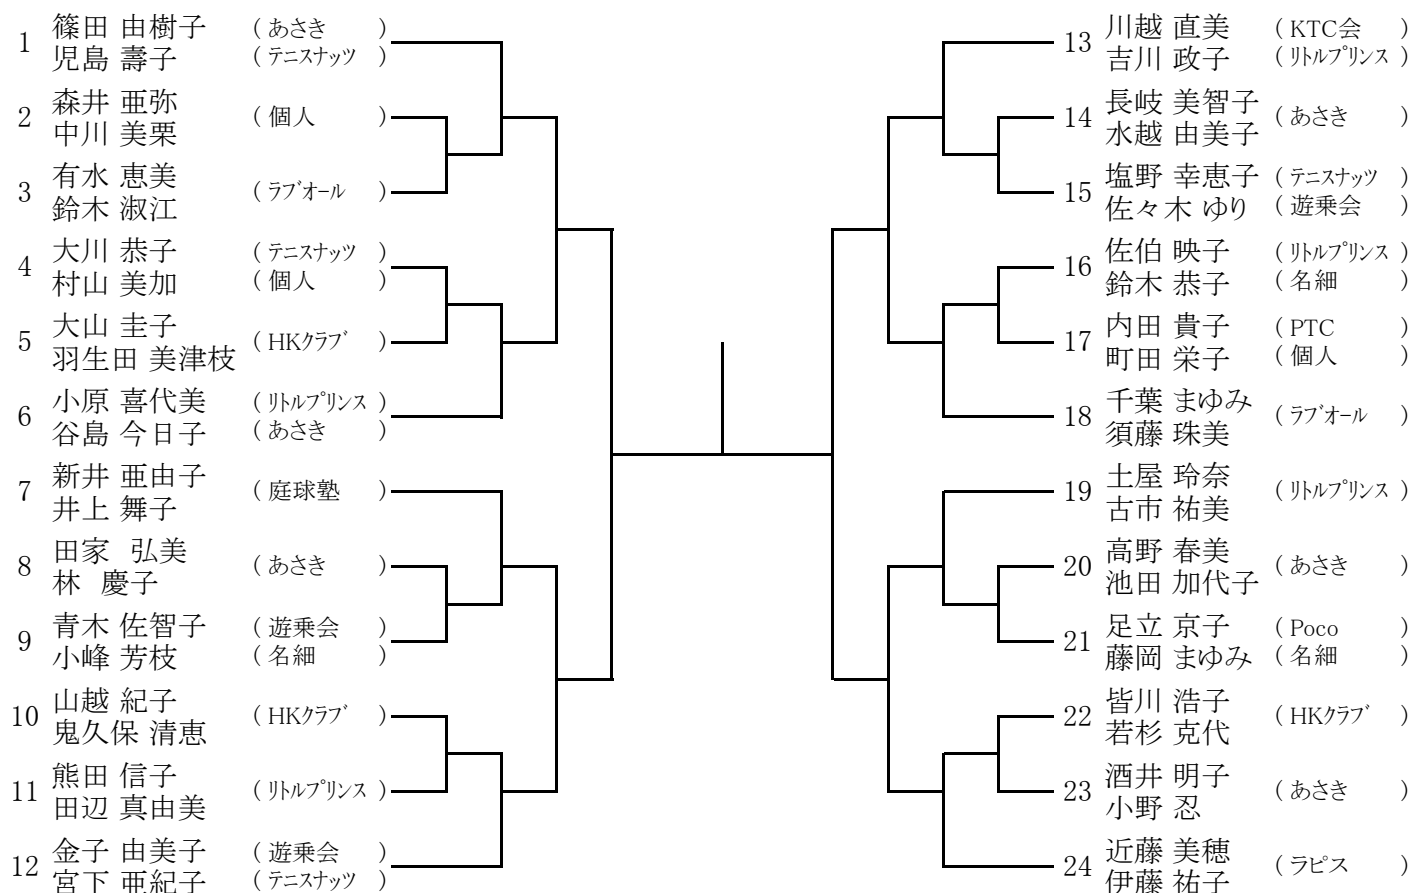 1 篠田 由樹子 （ あさき ）
児島 壽子 （ テニスナッツ ）
2 森井 亜弥 （ 個人 ）
中川 美栗
3 有水 恵美 （ ラブオール ）
鈴木 淑江
4 大川 恭子 （ テニスナッツ ）
村山 美加 （ 個人 ）
5 大山 圭子 （ HKクラブ ）
羽生田 美津枝
6 小原 喜代美 （ リトルプリンス ）
谷島 今日子 （ あさき ）
7 新井 亜由子 （ 庭球塾 ）
井上 舞子
8 田家 弘美 （ あさき ）
林 慶子
9 青木 佐智子 （ 遊乗会 ）
小峰 芳枝 （ 名細 ）
10 山越 紀子 （ HKクラブ ）
鬼久保 清恵
11 熊田 信子 （ リトルプリンス ）
田辺 真由美
12 金子 由美子 （ 遊乗会 ）
宮下 亜紀子 （ テニスナッツ ）
13 川越 直美 （ KTC会 ）
吉川 政子 （ リトルプリンス ）
14 長岐 美智子 （ あさき ）
水越 由美子
15 塩野 幸恵子 （ テニスナッツ ）
佐々木 ゆり （ 遊乗会 ）
16 佐伯 映子 （ リトルプリンス ）
鈴木 恭子 （ 名細 ）
17 内田 貴子 （ PTC ）
町田 栄子 （ 個人 ）
18 千葉 まゆみ （ ラブオール ）
須藤 珠美
19 土屋 玲奈 （ リトルプリンス ）
古市 祐美
20 高野 春美 （ あさき ）
池田 加代子
21 足立 京子 （ Poco ）
藤岡 まゆみ （ 名細 ）
22 皆川 浩子 （ HKクラブ ）
若杉 克代
23 酒井 明子 （ あさき ）
小野 忍
24 近藤 美穂 （ ラピス ）
伊藤 祐子